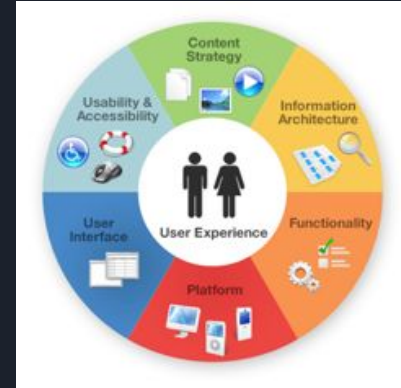 Content
Strategy
Information
Architecture
Functionality
Platform
User
Interface
Usability &
Accessibility
User Experience